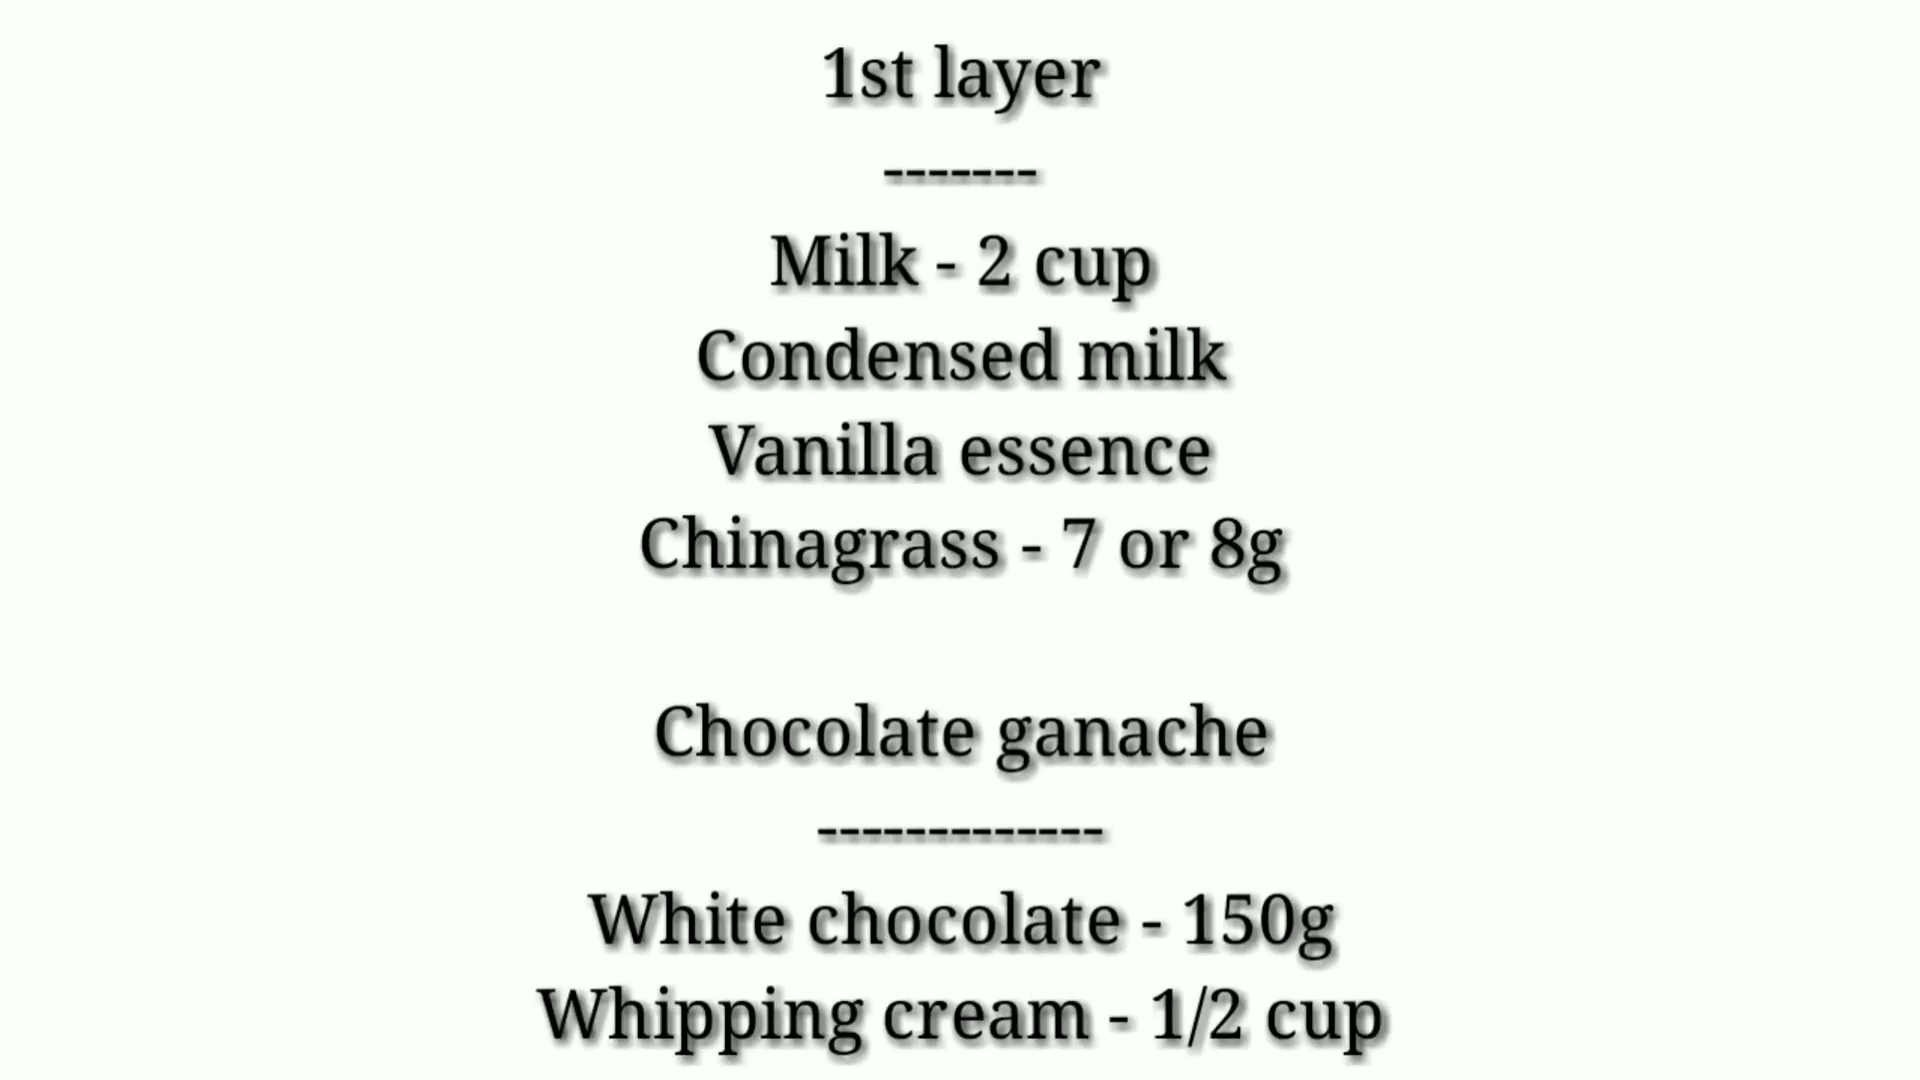 1st layer
-------
Milk - 2 cup
Condensed milk
Vanilla essence
Chinagrass - 7 or 8g
Chocolate ganache
-------------
White chocolate - 150g
Whipping cream - 1/2 cup